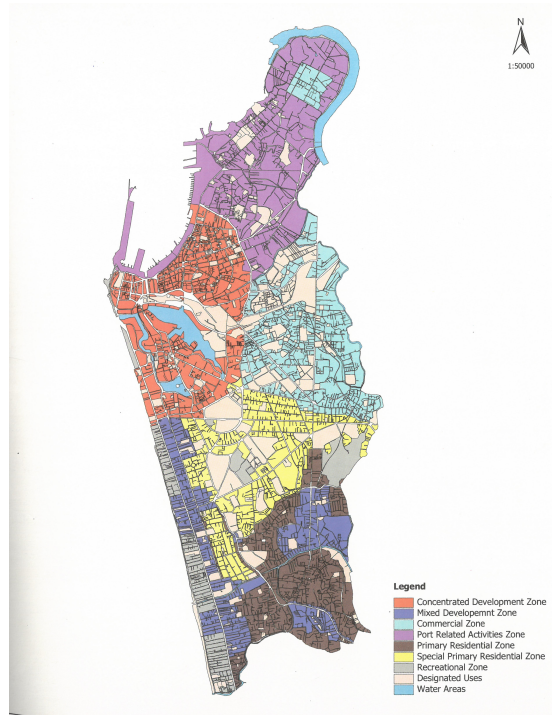 N
1:50000
Legend
Concentrated Development Zone
Mixed Developemnt Zone
Commercial Zone
Port Related Activities Zone
Primary Residential Zone
Special Primary Residential Zone
Recreational Zone
Designated Uses
Water Areas